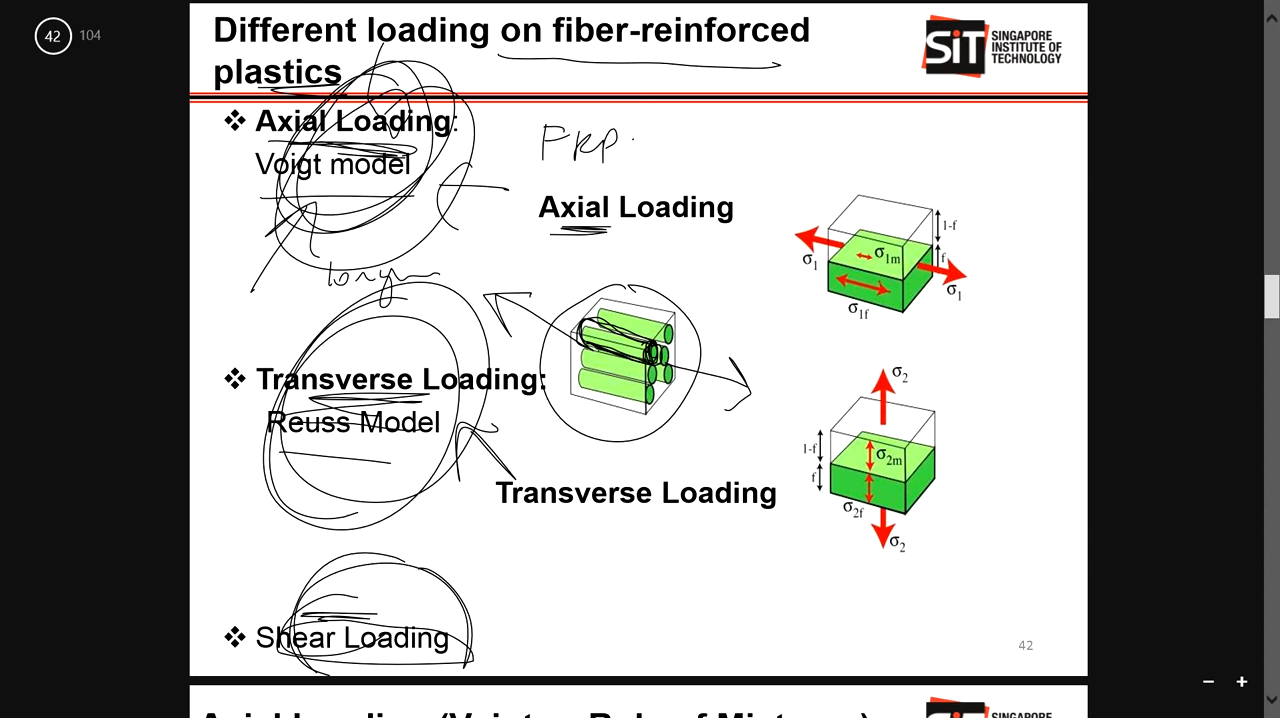 42 104
Different loading on fiber-reinforced
plastics
SiT SINGAPORE
INSTITUTE OF
TECHNOLOGY
❖ Axial Loading:
Voigt model
FRP
Axial Loading
1-f
f
σ1m
σ1
σ1
σ1f
❖ Transverse Loading:
Reuss Model
Transverse Loading
σ2
1-f
σ2m
f
σ2f
σ2
❖ Shear Loading
42